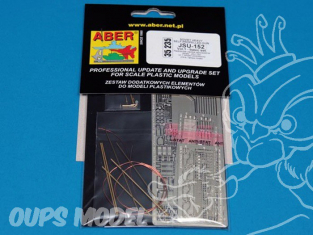 www.aber.net.pl
ABER
35 235
JSU-152
PROFESSIONAL UPDATE AND UPGRADE SET
FOR SCALE PLASTIC MODELS
ZESTAW DODATKOWYCH ELEMENTÓW
DO MODELI PLASTIKOWYCH
OUPS MODEL